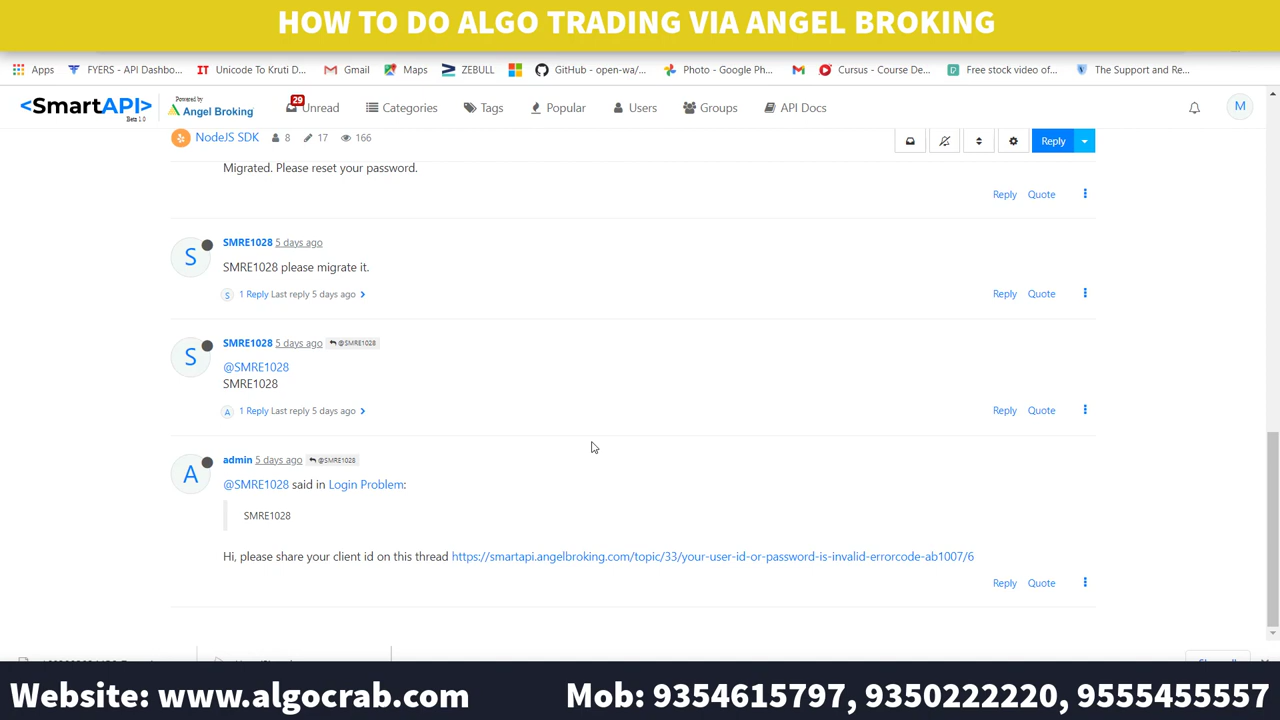 HOW TO DO ALGO TRADING VIA ANGEL BROKING
Apps FYERS - API Dashbo... Unicode To Kruti D... Gmail Maps ZEBULL GitHub - open-wa/... Photo - Google Ph... Cursus - Course De... Free stock video of... The Support and Re...
<SmartAPI> Beta 1.0 Powered by Angel Broking 29 Unread Categories Tags Popular Users Groups API Docs M
NodeJS SDK 8 17 166 Reply
Migrated. Please reset your password.
Reply Quote
S SMRE1028 5 days ago
SMRE1028 please migrate it.
S 1 Reply Last reply 5 days ago Reply Quote
S SMRE1028 5 days ago @SMRE1028
@SMRE1028
SMRE1028
A 1 Reply Last reply 5 days ago Reply Quote
A admin 5 days ago @SMRE1028
@SMRE1028 said in Login Problem:
SMRE1028
Hi, please share your client id on this thread https://smartapi.angelbroking.com/topic/33/your-user-id-or-password-is-invalid-errorcode-ab1007/6
Reply Quote
Website: www.algocrab.com Mob: 9354615797, 9350222220, 9555455557